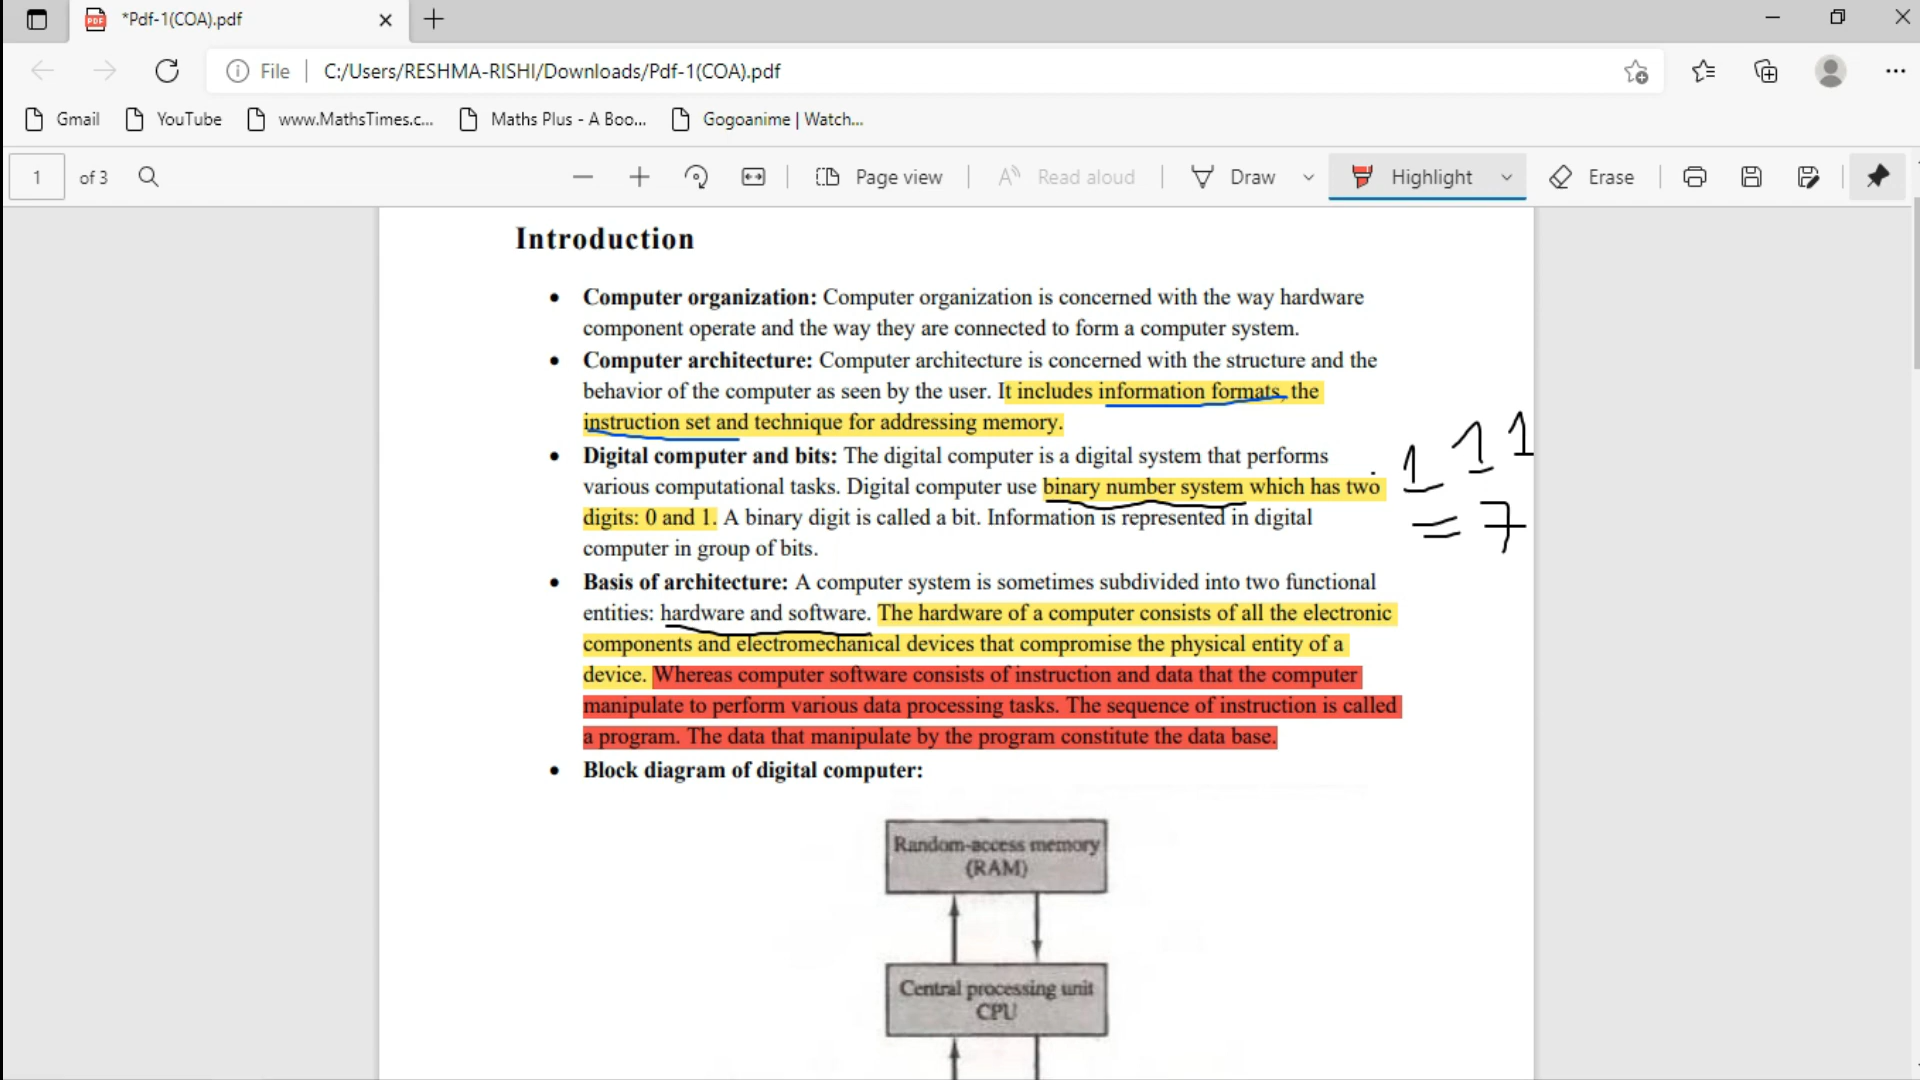 *Pdf-1(COA).pdf
File C:/Users/RESHMA-RISHI/Downloads/Pdf-1(COA).pdf
Gmail YouTube www.MathsTimes.c... Maths Plus - A Boo... Gogoanime | Watch...
1 of 3 Page view Read aloud Draw Highlight Erase
Introduction
• Computer organization: Computer organization is concerned with the way hardware
component operate and the way they are connected to form a computer system.
• Computer architecture: Computer architecture is concerned with the structure and the
behavior of the computer as seen by the user. It includes information formats, the
instruction set and technique for addressing memory.
• Digital computer and bits: The digital computer is a digital system that performs
various computational tasks. Digital computer use binary number system which has two
digits: 0 and 1. A binary digit is called a bit. Information is represented in digital
computer in group of bits.
1 1 1
= 7
• Basis of architecture: A computer system is sometimes subdivided into two functional
entities: hardware and software. The hardware of a computer consists of all the electronic
components and electromechanical devices that compromise the physical entity of a
device. Whereas computer software consists of instruction and data that the computer
manipulate to perform various data processing tasks. The sequence of instruction is called
a program. The data that manipulate by the program constitute the data base.
• Block diagram of digital computer:
Random-access memory
(RAM)
Central processing unit
CPU